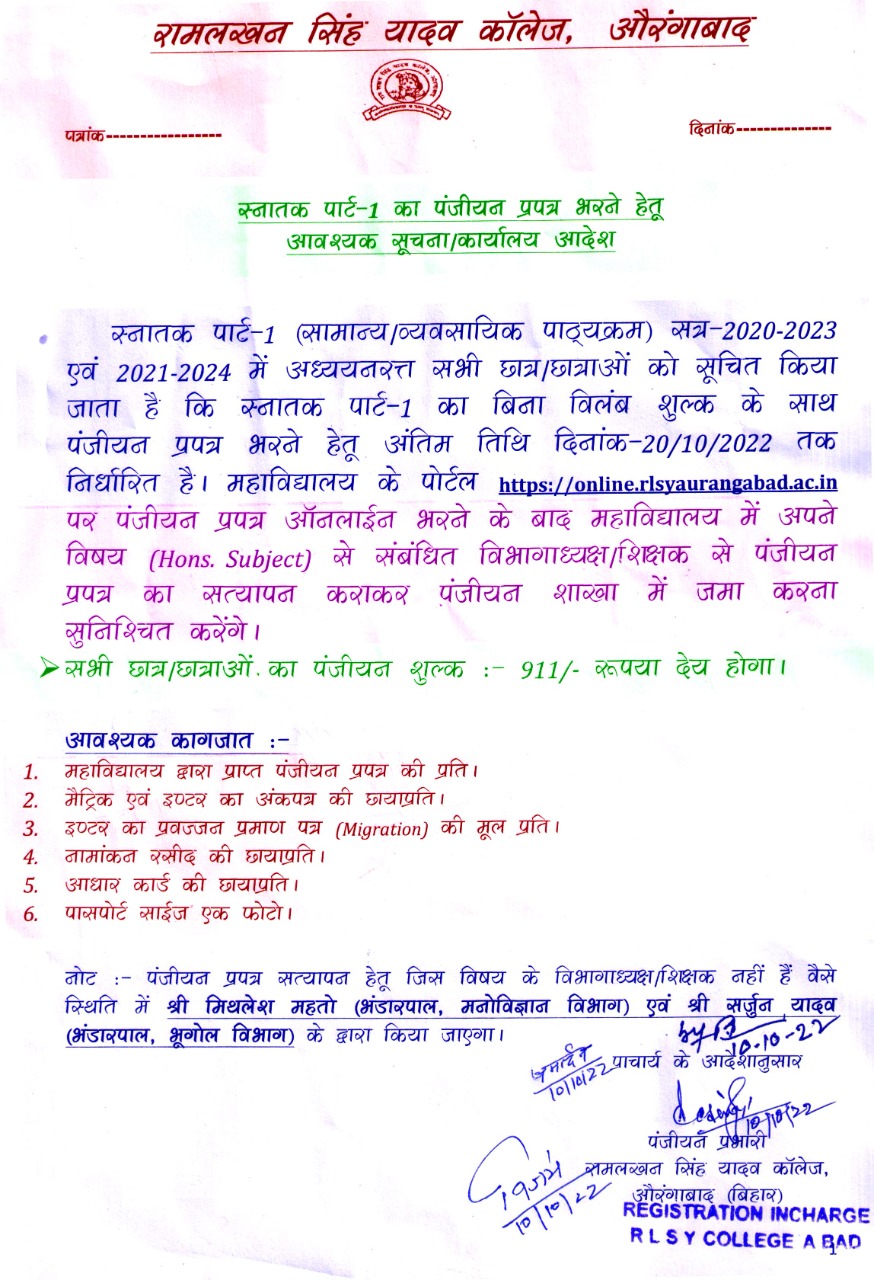 रामलखन सिंह यादव कॉलेज, औरंगाबाद
पत्रांक-----------------
दिनांक--------------
स्नातक पार्ट-1 का पंजीयन प्रपत्र भरने हेतू
आवश्यक सूचना/कार्यालय आदेश
स्नातक पार्ट-1 (सामान्य/व्यवसायिक पाठ्यक्रम) सत्र-2020-2023
एवं 2021-2024 में अध्ययनरत्त सभी छात्र/छात्राओं को सूचित किया
जाता है कि स्नातक पार्ट-1 का बिना विलंब शुल्क के साथ
पंजीयन प्रपत्र भरने हेतू अंतिम तिथि दिनांक-20/10/2022 तक
निर्धारित है। महाविद्यालय के पोर्टल https://online.rlsyaurangabad.ac.in
पर पंजीयन प्रपत्र ऑनलाईन भरने के बाद महाविद्यालय में अपने
विषय (Hons. Subject) से संबंधित विभागाध्यक्ष/शिक्षक से पंजीयन
प्रपत्र का सत्यापन कराकर पंजीयन शाखा में जमा करना
सुनिश्चित करेंगे।
➢ सभी छात्र/छात्राओं का पंजीयन शुल्क :- 911/- रूपया देय होगा।
आवश्यक कागजात :-
1. महाविद्यालय द्वारा प्राप्त पंजीयन प्रपत्र की प्रति।
2. मैट्रिक एवं इण्टर का अंकपत्र की छायाप्रति।
3. इण्टर का प्रवज्जन प्रमाण पत्र (Migration) की मूल प्रति।
4. नामांकन रसीद की छायाप्रति।
5. आधार कार्ड की छायाप्रति।
6. पासपोर्ट साईज एक फोटो।
नोट :- पंजीयन प्रपत्र सत्यापन हेतू जिस विषय के विभागाध्यक्ष/शिक्षक नहीं हैं वैसे
स्थिति में श्री मिथलेश महतो (भंडारपाल, मनोविज्ञान विभाग) एवं श्री सर्जुन यादव
(भंडारपाल, भूगोल विभाग) के द्वारा किया जाएगा।
10-10-22
प्राचार्य के आदेशानुसार
10/10/22
10/10/22
पंजीयन प्रभारी
रामलखन सिंह यादव कॉलेज,
10/10/22
औरंगाबाद (बिहार)
REGISTRATION INCHARGE
R L S Y COLLEGE A BAD
1